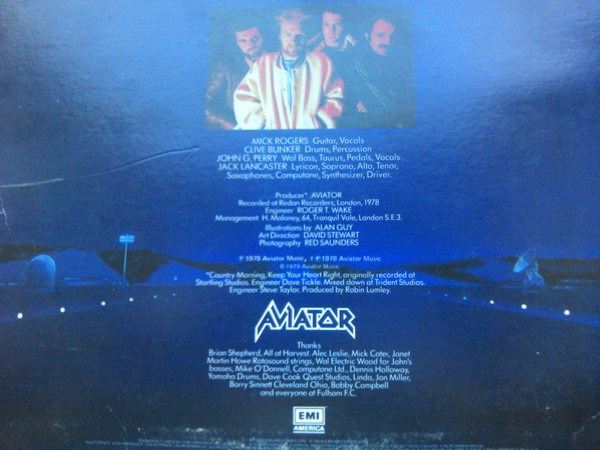 MICK ROGERS Guitar, Vocals
CLIVE BUNKER Drums, Percussion
JOHN G. PERRY Wal Bass, Taurus, Pedals, Vocals
JACK LANCASTER Lyricon, Soprano, Alto, Tenor,
Saxophones, Computone, Synthesizer, Driver.
Producer* AVIATOR
Recorded at Redan Recorders, London, 1978
Engineer ROGER T. WAKE
Management H. Maloney, 64, Tranquil Vale, London S.E.3.
Illustrations by ALAN GUY
Art Direction DAVID STEWART
Photography RED SAUNDERS
℗ 1979 Aviator Music, † ℗ 1978 Aviator Music
© 1979 Aviator Music
*Country Morning, Keep Your Heart Right, originally recorded at
Startling Studios. Engineer Dave Tickle. Mixed down at Trident Studios.
Engineer Steve Taylor. Produced by Robin Lumley.
AVIATOR
Thanks
Brian Shepherd, All at Harvest. Alec Leslie, Mick Cater, Janet
Martin Howe Rotosound strings, Wal Electric Wood for John's
basses, Mike O'Donnell, Computone Ltd., Dennis Holloway,
Yamaha Drums, Dave Cook Quest Studios, Linda, Jon Miller,
Barry Sinnett Cleveland Ohio, Bobby Campbell
and everyone at Fulham F.C.
EMI
AMERICA